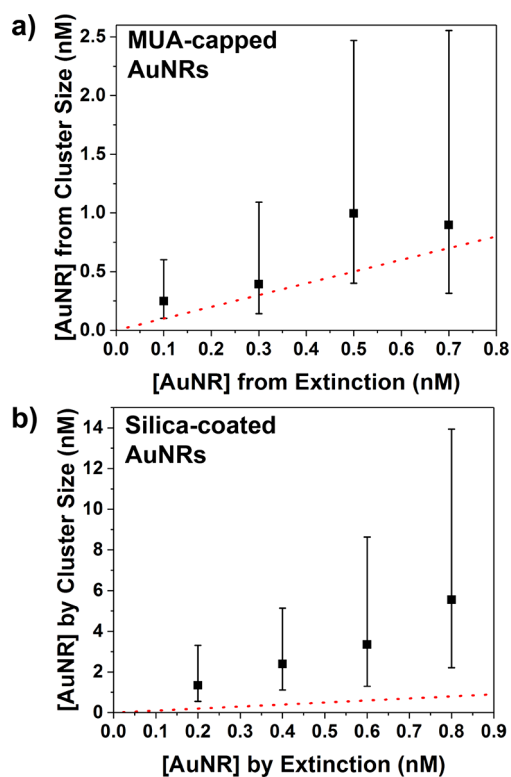 a)
MUA-capped
AuNRs
[AuNR] from Cluster Size (nM)
2.5
2.0
1.5
1.0
0.5
0.0
0.0 0.1 0.2 0.3 0.4 0.5 0.6 0.7 0.8
[AuNR] from Extinction (nM)
b)
Silica-coated
AuNRs
[AuNR] by Cluster Size (nM)
14
12
10
8
6
4
2
0
0.0 0.1 0.2 0.3 0.4 0.5 0.6 0.7 0.8 0.9
[AuNR] by Extinction (nM)